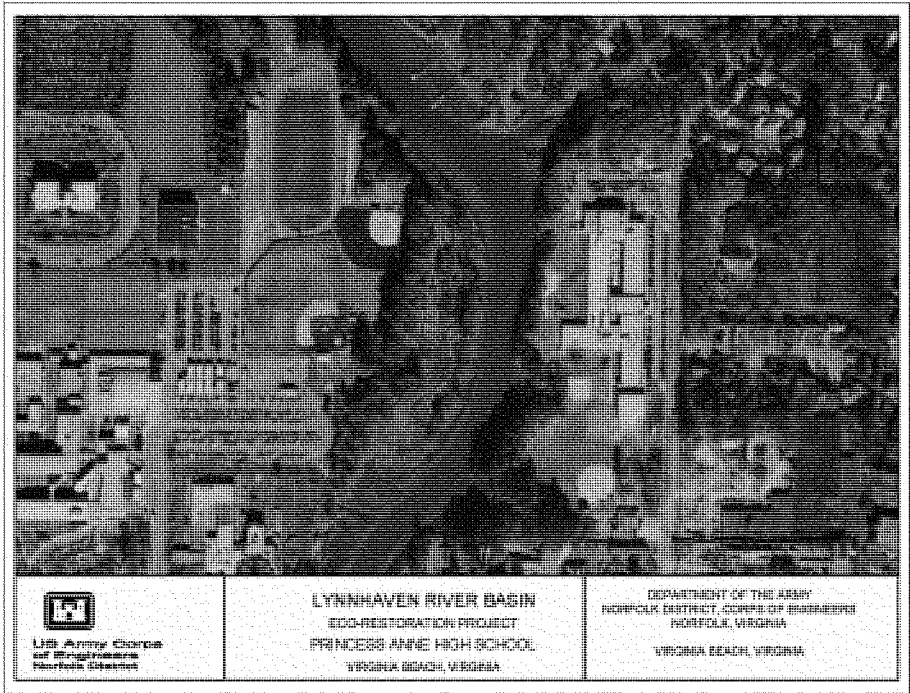 US Army Corps
of Engineers
Norfolk District
LYNNHAVEN RIVER BASIN
ECO-RESTORATION PROJECT
PRINCESS ANNE HIGH SCHOOL
VIRGINIA BEACH, VIRGINIA
DEPARTMENT OF THE ARMY
NORFOLK DISTRICT, CORPS OF ENGINEERS
NORFOLK, VIRGINIA
VIRGINIA BEACH, VIRGINIA